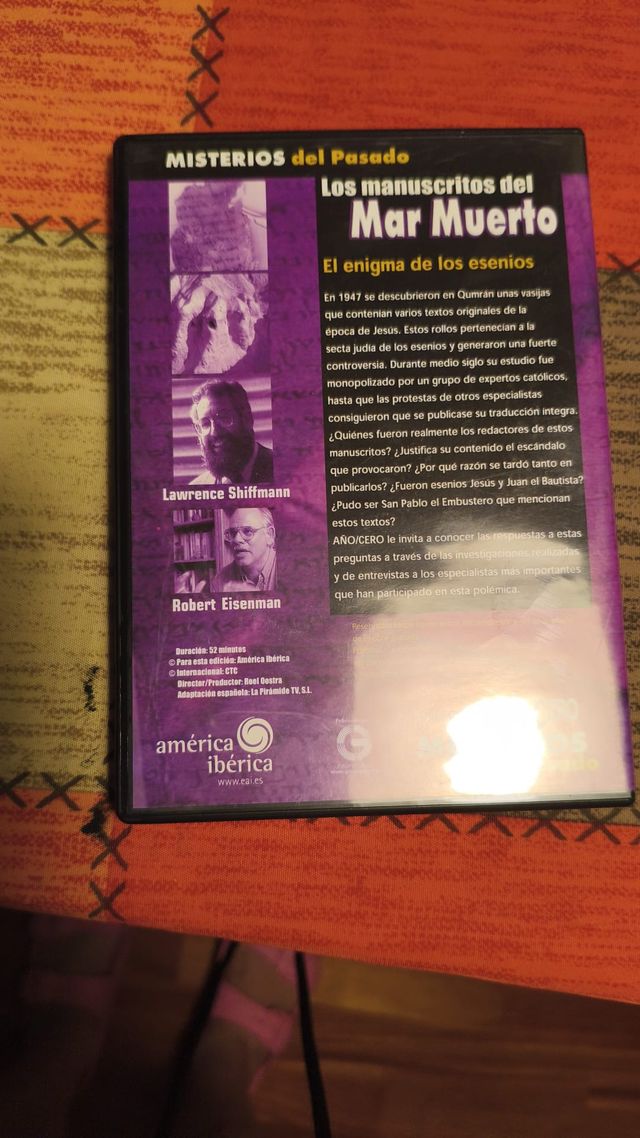 MISTERIOS del Pasado
Los manuscritos del
Mar Muerto
El enigma de los esenios
En 1947 se descubrieron en Qumrán unas vasijas
que contenían varios textos originales de la
época de Jesús. Estos rollos pertenecían a la
secta judía de los esenios y generaron una fuerte
controversia. Durante medio siglo su estudio fue
monopolizado por un grupo de expertos católicos,
hasta que las protestas de otros especialistas
consiguieron que se publicase su traducción íntegra.
¿Quiénes fueron realmente los redactores de estos
manuscritos? ¿Justifica su contenido el escándalo
que provocaron? ¿Por qué razón se tardó tanto en
publicarlos? ¿Fueron esenios Jesús y Juan el Bautista?
¿Pudo ser San Pablo el Embustero que mencionan
estos textos?
AÑO/CERO le invita a conocer las respuestas a estas
preguntas a través de las investigaciones realizadas
y de entrevistas a los especialistas más importantes
que han participado en esta polémica.
Lawrence Shiffmann
Robert Eisenman
Duración: 52 minutos
© Para esta edición: América Ibérica
© Internacional: CTC
Director/Productor: Roel Oostra
Adaptación española: La Pirámide TV, S.L.
américa
ibérica
www.eai.es
G